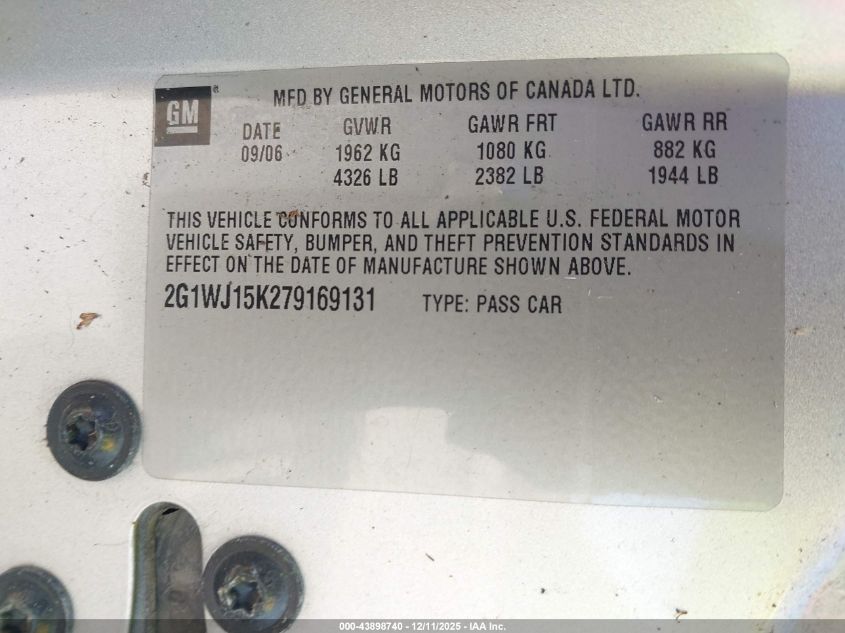 GM
MFD BY GENERAL MOTORS OF CANADA LTD.
DATE GVWR GAWR FRT GAWR RR
09/06 1962 KG 1080 KG 882 KG
4326 LB 2382 LB 1944 LB
THIS VEHICLE CONFORMS TO ALL APPLICABLE U.S. FEDERAL MOTOR
VEHICLE SAFETY, BUMPER, AND THEFT PREVENTION STANDARDS IN
EFFECT ON THE DATE OF MANUFACTURE SHOWN ABOVE.
2G1WJ15K279169131 TYPE: PASS CAR
000-43898740 - 12/11/2025 - IAA Inc.